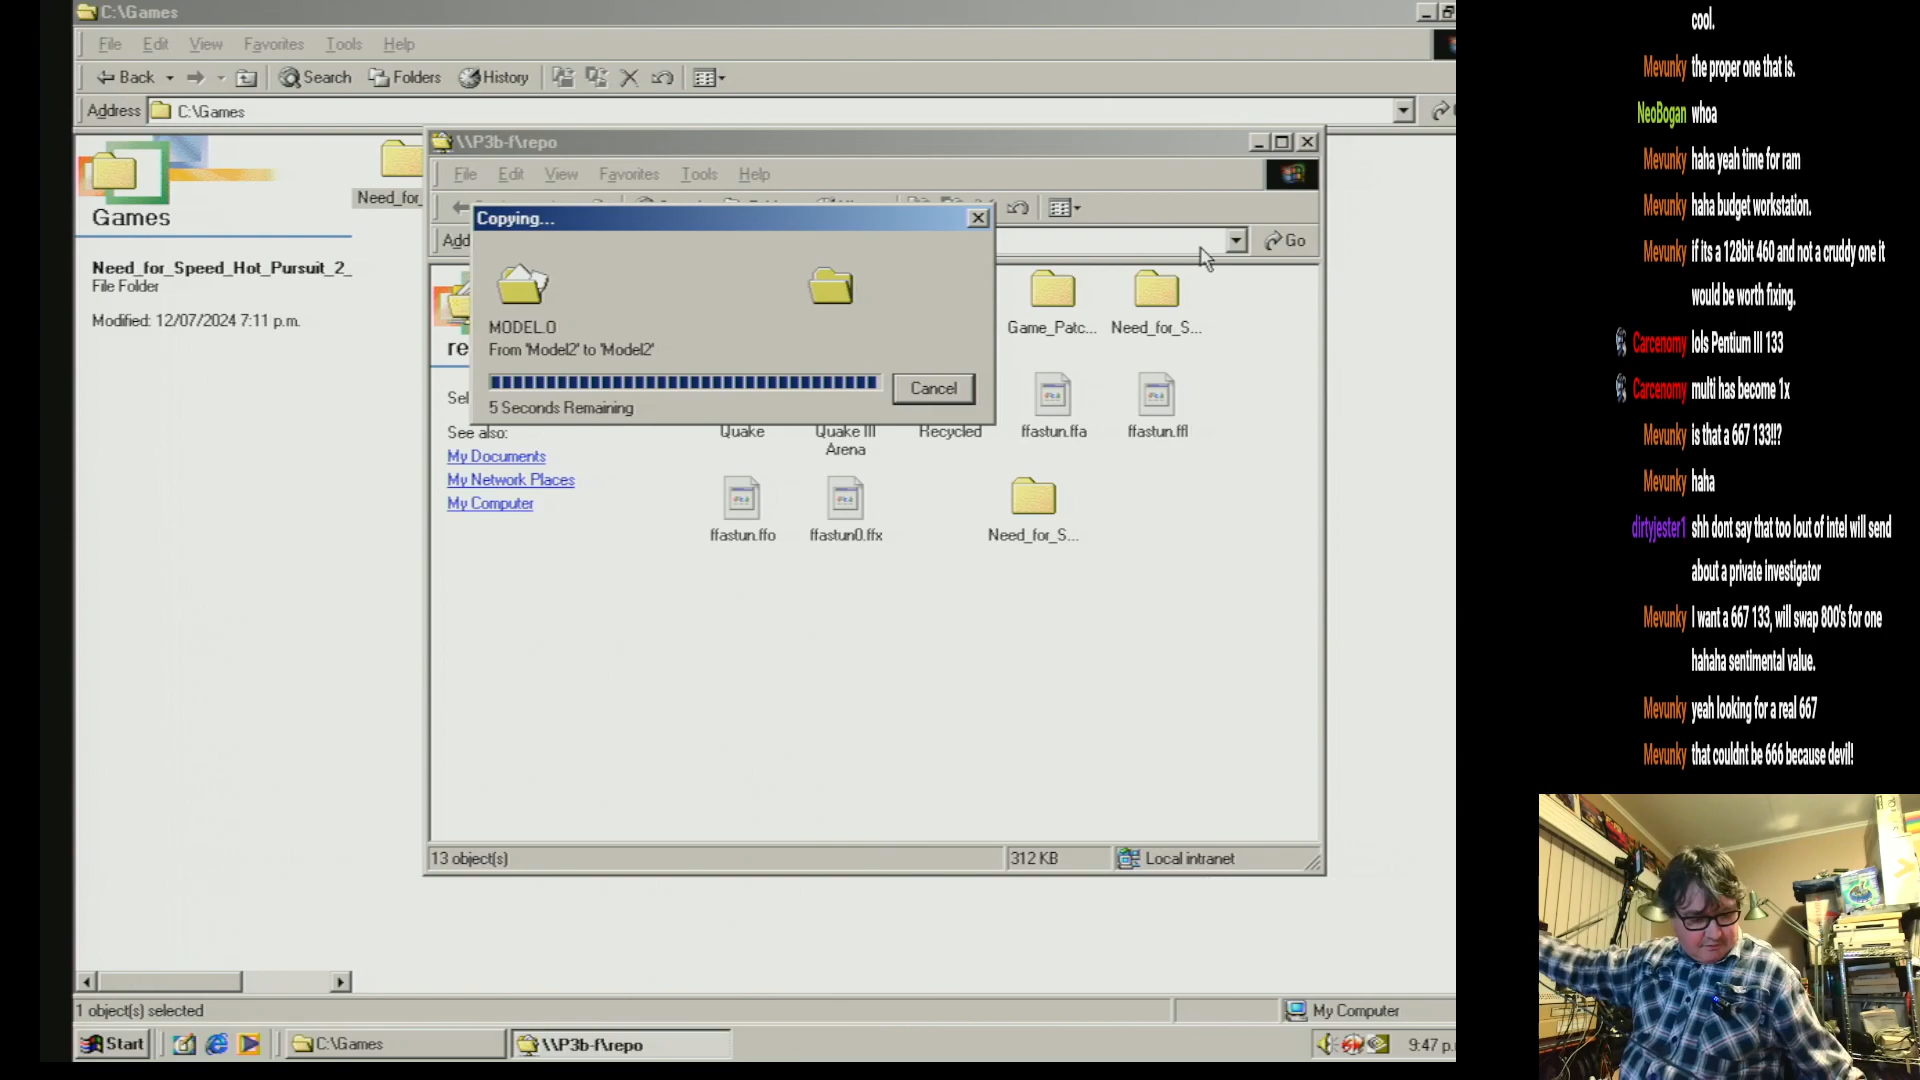 C:\Games
File Edit View Favorites Tools Help
Back Search Folders History
Address C:\Games
Games
Need_for_Speed_Hot_Pursuit_2_
File Folder
Modified: 12/07/2024 7:11 p.m.
Need_for_
\\P3b-f\repo
File Edit View Favorites Tools Help
Add Go
Copying...
MODEL.O
From 'Model2' to 'Model2'
Cancel
5 Seconds Remaining
re
Sel
See also:
My Documents
My Network Places
My Computer
Game_Patc... Need_for_S...
Quake Quake III Arena Recycled ffastun.ffa ffastun.ffl
ffastun.ffo ffastun0.ffx Need_for_S...
13 object(s) 312 KB Local intranet
1 object(s) selected My Computer
Start C:\Games \\P3b-f\repo 9:47 p.
cool.
Mevunky the proper one that is.
NeoBogan whoa
Mevunky haha yeah time for ram
Mevunky haha budget workstation.
Mevunky if its a 128bit 460 and not a cruddy one it
would be worth fixing.
Carcenomy lols Pentium III 133
Carcenomy multi has become 1x
Mevunky is that a 667 133!!?
Mevunky haha
dirtyjester1 shh dont say that too lout of intel will send
about a private investigator
Mevunky I want a 667 133, will swap 800's for one
hahaha sentimental value.
Mevunky yeah looking for a real 667
Mevunky that couldnt be 666 because devil!